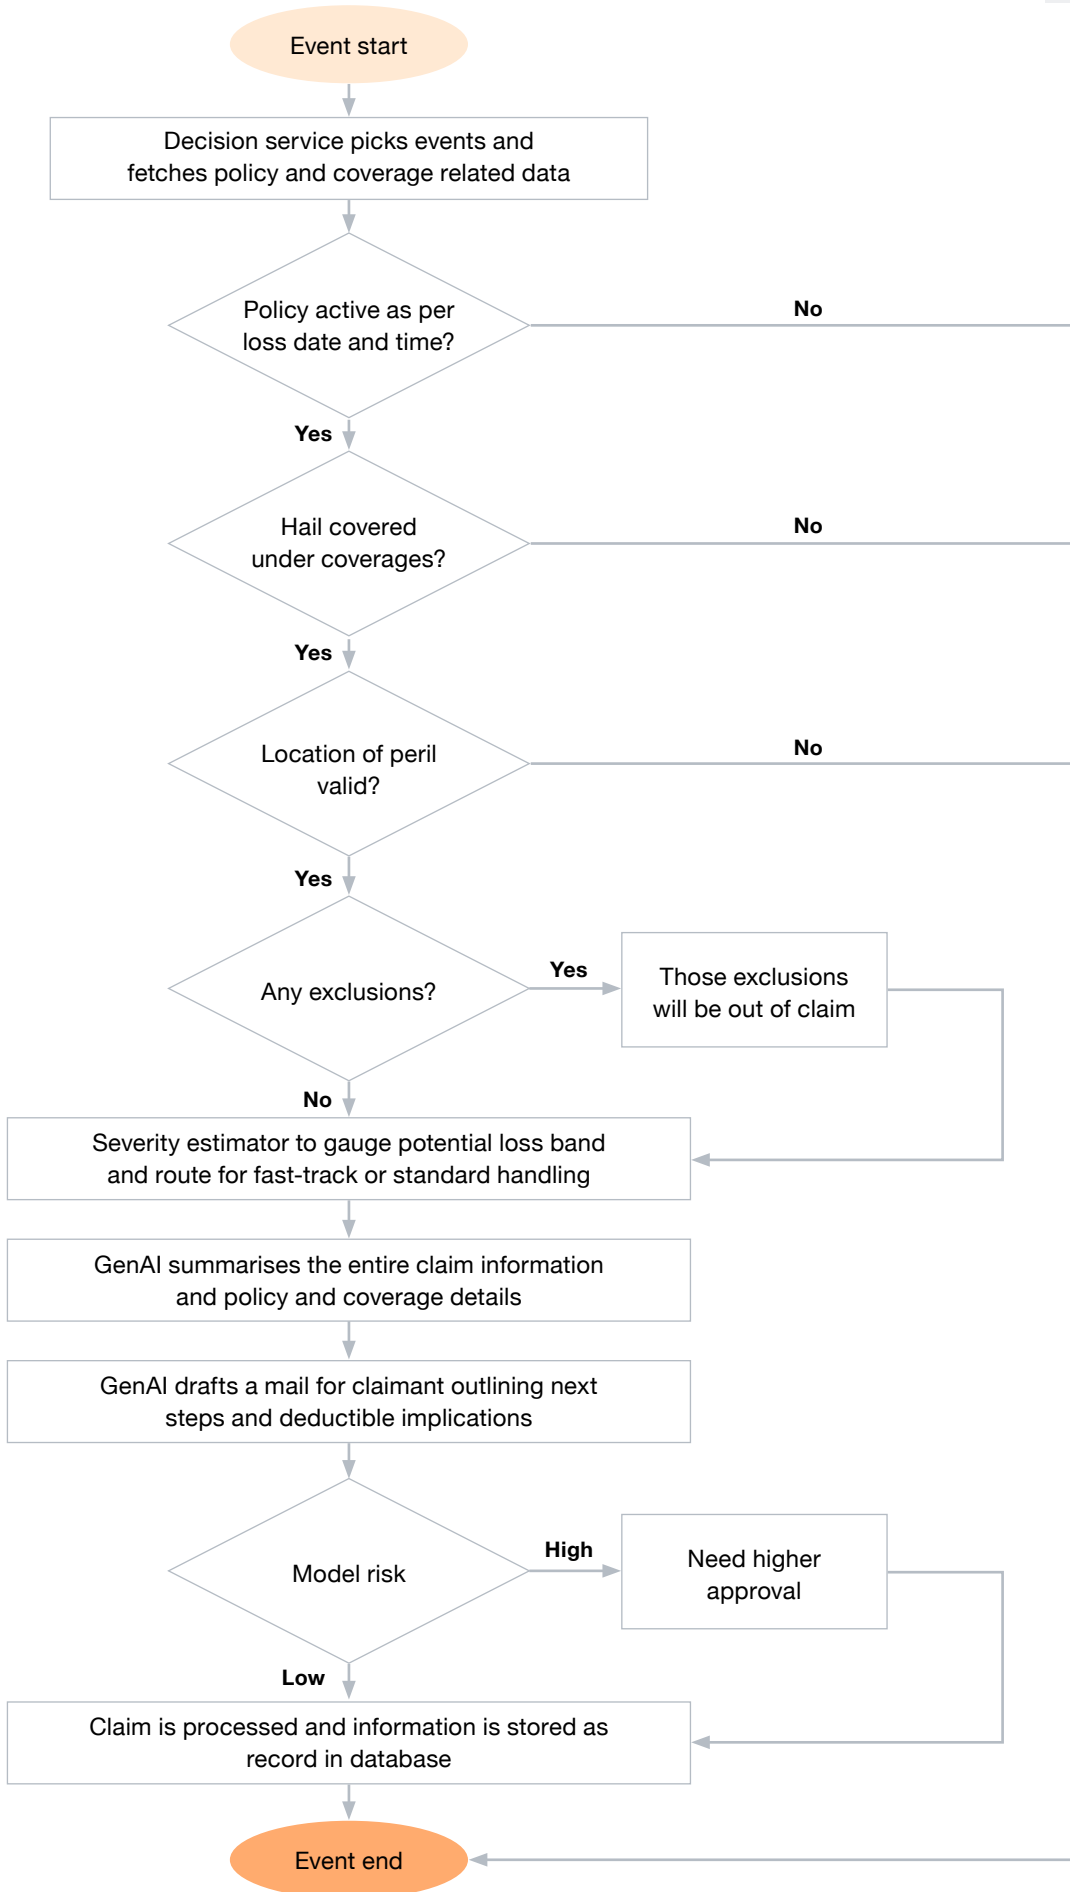 Event start
Decision service picks events and
fetches policy and coverage related data
Policy active as per
loss date and time?
No
Yes
Hail covered
under coverages?
No
Yes
Location of peril
valid?
No
Yes
Any exclusions?
Yes
Those exclusions
will be out of claim
No
Severity estimator to gauge potential loss band
and route for fast-track or standard handling
GenAI summarises the entire claim information
and policy and coverage details
GenAI drafts a mail for claimant outlining next
steps and deductible implications
Model risk
High
Need higher
approval
Low
Claim is processed and information is stored as
record in database
Event end